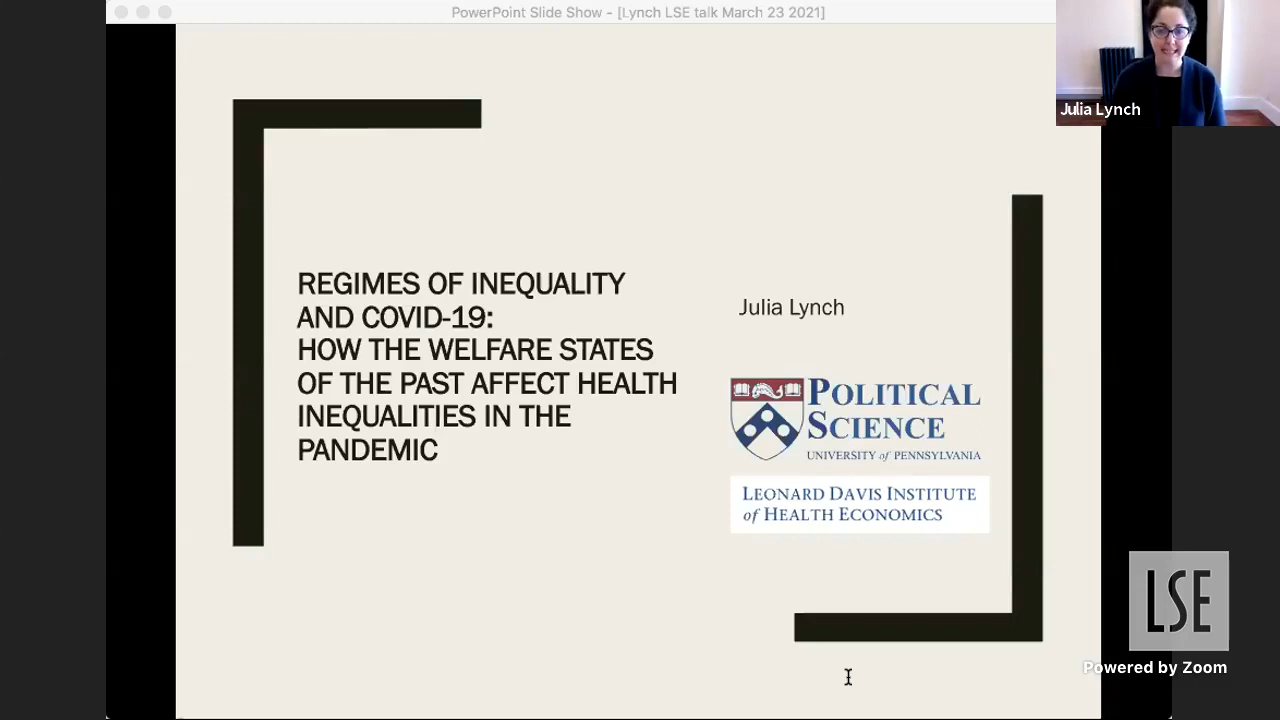 PowerPoint Slide Show - [Lynch LSE talk March 23 2021]
Julia Lynch
REGIMES OF INEQUALITY
AND COVID-19:
HOW THE WELFARE STATES
OF THE PAST AFFECT HEALTH
INEQUALITIES IN THE
PANDEMIC
Julia Lynch
POLITICAL
SCIENCE
UNIVERSITY of PENNSYLVANIA
LEONARD DAVIS INSTITUTE
of HEALTH ECONOMICS
LSE
Powered by Zoom